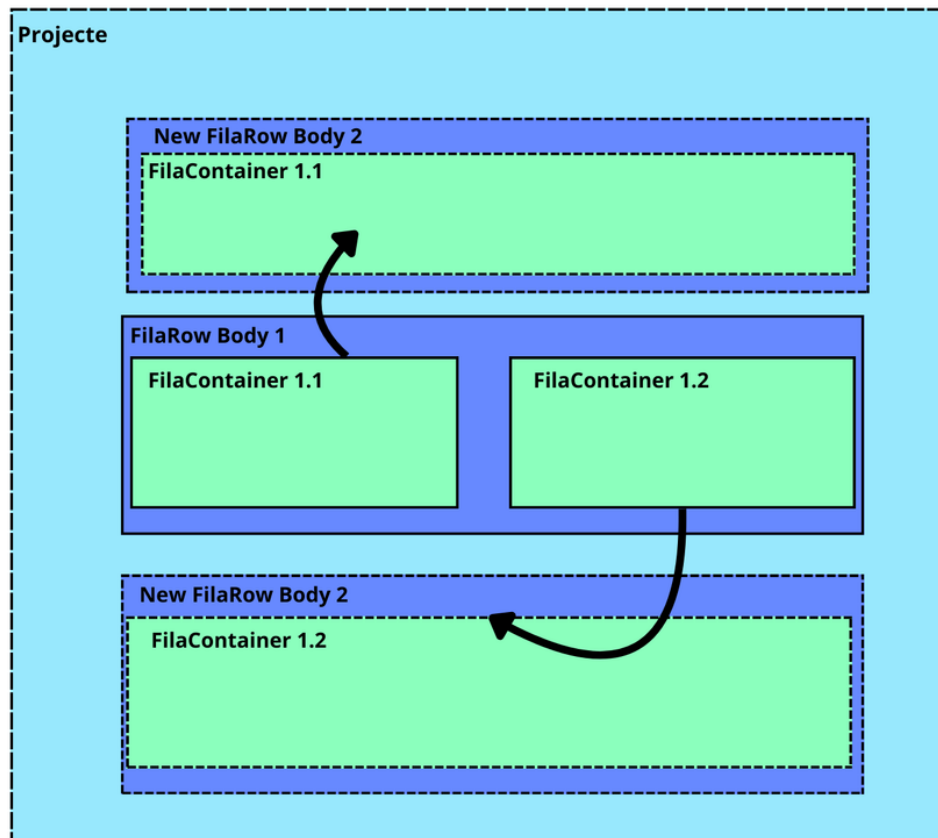 Projecte
New FilaRow Body 2
FilaContainer 1.1
FilaRow Body 1
FilaContainer 1.1
FilaContainer 1.2
New FilaRow Body 2
FilaContainer 1.2